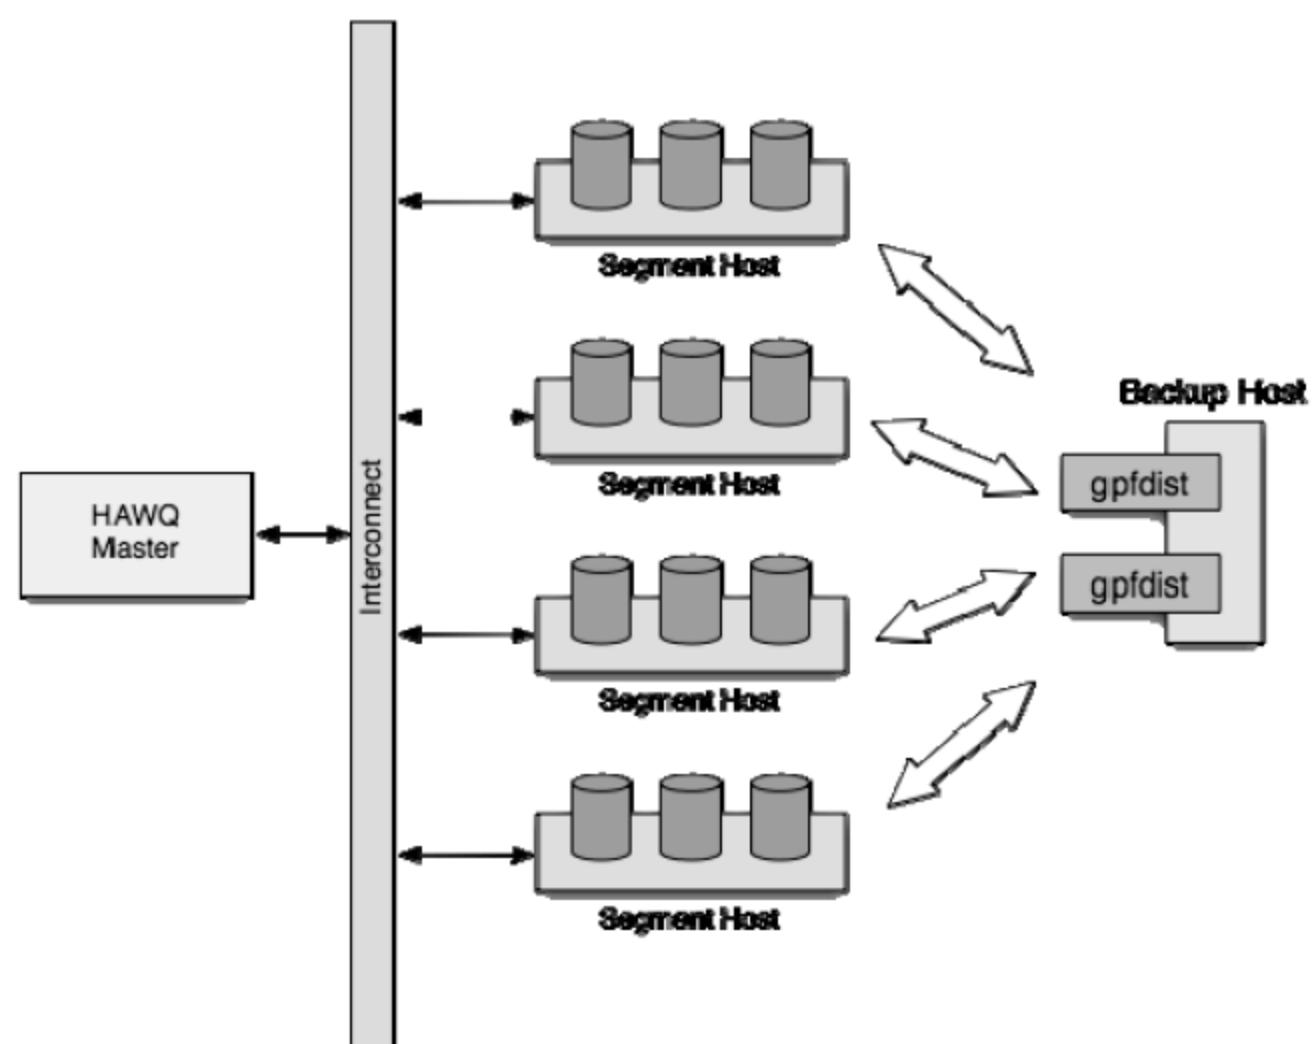 HAWQ
Master
Interconnect
Segment Host
Segment Host
Segment Host
Segment Host
Backup Host
gpfdist
gpfdist